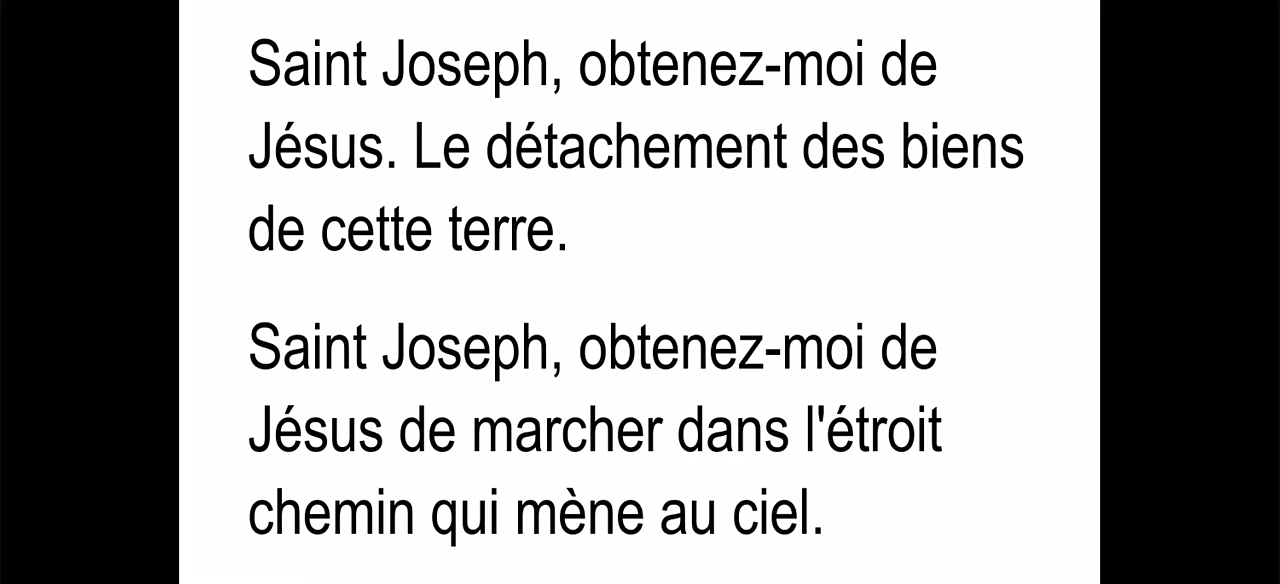 Saint Joseph, obtenez-moi de
Jésus. Le détachement des biens
de cette terre.
Saint Joseph, obtenez-moi de
Jésus de marcher dans l'étroit
chemin qui mène au ciel.